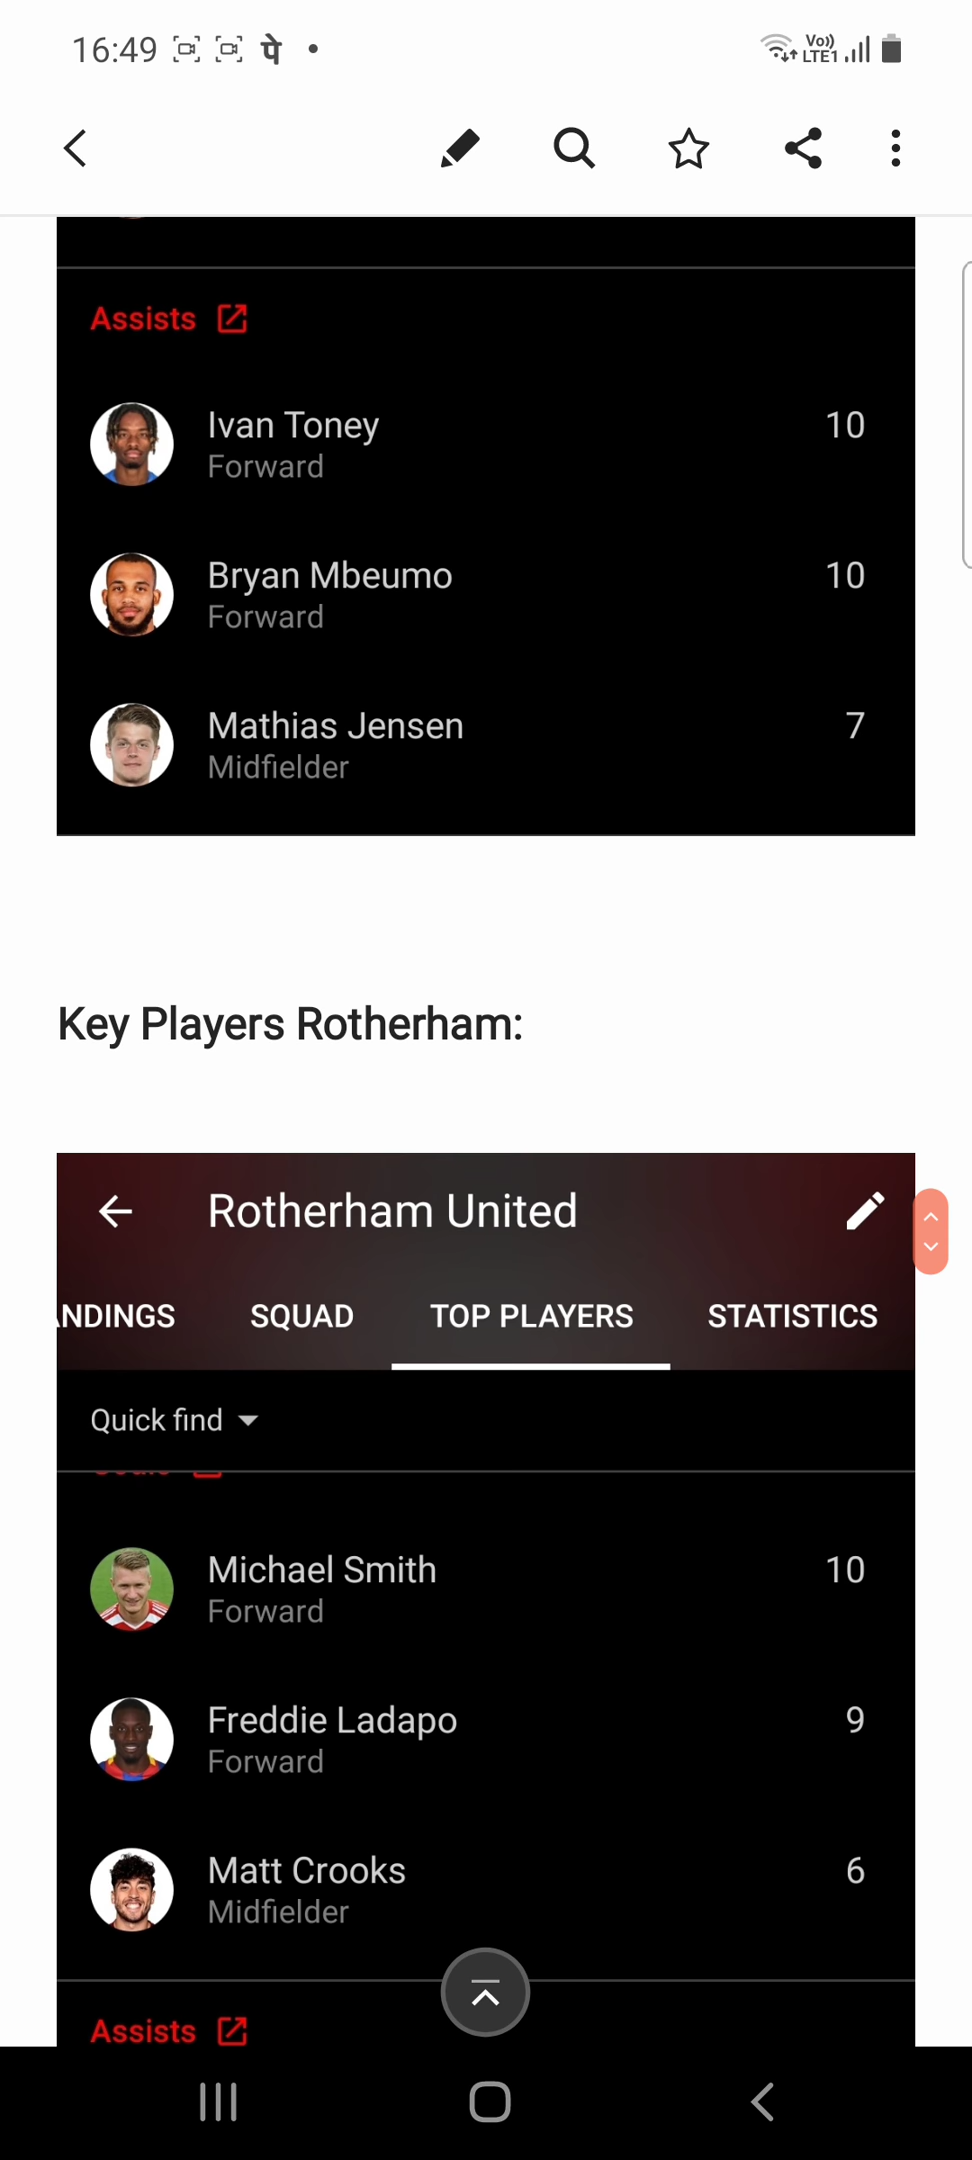 16:49 पे
Vo))
LTE1
Assists
Ivan Toney 10
Forward
Bryan Mbeumo 10
Forward
Mathias Jensen 7
Midfielder
Key Players Rotherham:
Rotherham United
NDINGS SQUAD TOP PLAYERS STATISTICS
Quick find
Michael Smith 10
Forward
Freddie Ladapo 9
Forward
Matt Crooks 6
Midfielder
Assists